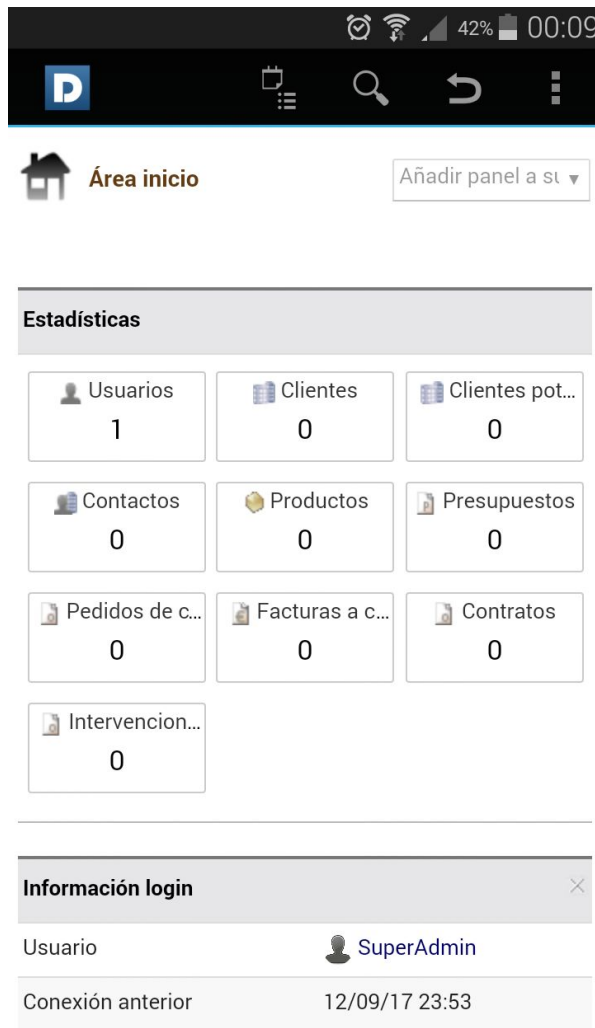 42% 00:09
D
Área inicio
Añadir panel a su
Estadísticas
Usuarios
1
Clientes
0
Clientes pot...
0
Contactos
0
Productos
0
Presupuestos
0
Pedidos de c...
0
Facturas a c...
0
Contratos
0
Intervencion...
0
Información login
Usuario SuperAdmin
Conexión anterior 12/09/17 23:53